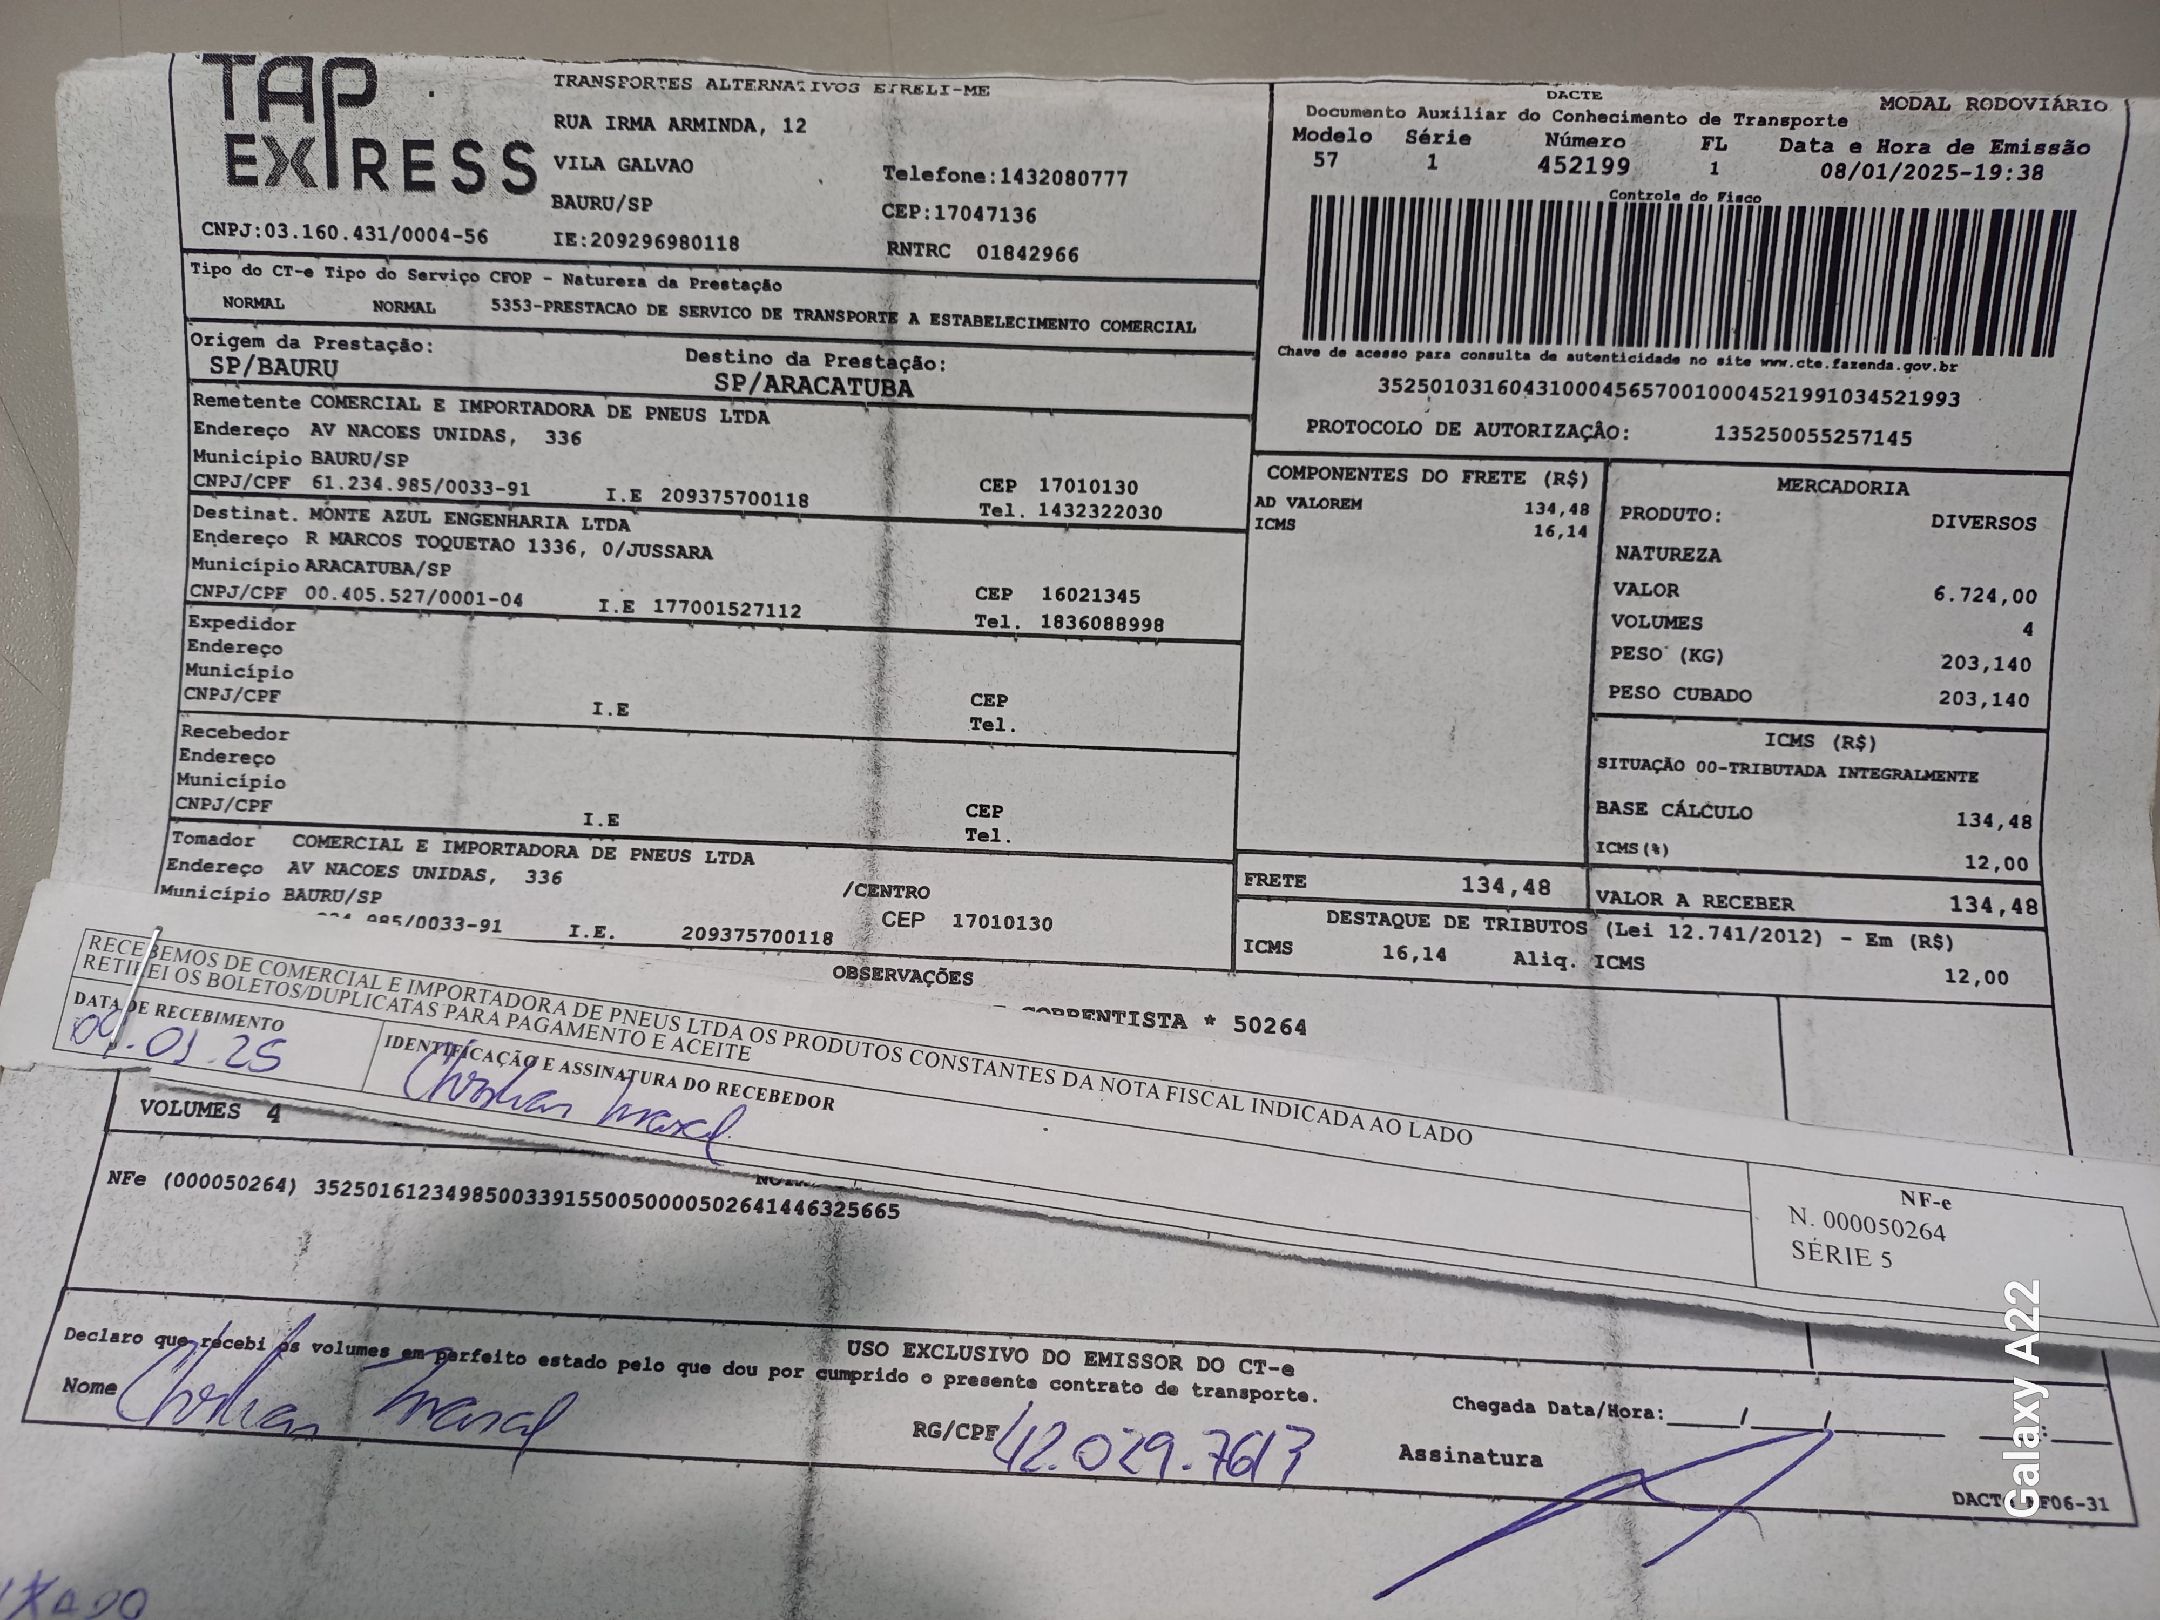 TAP EXPRESS
TRANSPORTES ALTERNATIVOS EIRELI-ME
RUA IRMA ARMINDA, 12
VILA GALVAO
Telefone:1432080777
BAURU/SP
CEP:17047136
CNPJ:03.160.431/0004-56
IE:209296980118
RNTRC 01842966
DACTE
MODAL RODOVIÁRIO
Documento Auxiliar do Conhecimento de Transporte
Modelo Série Número FL Data e Hora de Emissão
57 1 452199 1 08/01/2025-19:38
Controle do Fisco
Chave de acesso para consulta de autenticidade no site www.cte.fazenda.gov.br
35250103160431000456570010004521991034521993
PROTOCOLO DE AUTORIZAÇÃO: 135250055257145
Tipo do CT-e Tipo do Serviço CFOP - Natureza da Prestação
NORMAL NORMAL 5353-PRESTACAO DE SERVICO DE TRANSPORTE A ESTABELECIMENTO COMERCIAL
Origem da Prestação: Destino da Prestação:
SP/BAURU SP/ARACATUBA
Remetente COMERCIAL E IMPORTADORA DE PNEUS LTDA
Endereço AV NACOES UNIDAS, 336
Município BAURU/SP CEP 17010130
CNPJ/CPF 61.234.985/0033-91 I.E 209375700118 Tel. 1432322030
Destinat. MONTE AZUL ENGENHARIA LTDA
Endereço R MARCOS TOQUETAO 1336, 0/JUSSARA
Município ARACATUBA/SP CEP 16021345
CNPJ/CPF 00.405.527/0001-04 I.E 177001527112 Tel. 1836088998
Expedidor
Endereço
Município CEP
CNPJ/CPF I.E Tel.
Recebedor
Endereço
Município CEP
CNPJ/CPF I.E Tel.
Tomador COMERCIAL E IMPORTADORA DE PNEUS LTDA
Endereço AV NACOES UNIDAS, 336 /CENTRO
Município BAURU/SP CEP 17010130
985/0033-91 I.E. 209375700118
COMPONENTES DO FRETE (R$)
AD VALOREM 134,48
ICMS 16,14
MERCADORIA
PRODUTO: DIVERSOS
NATUREZA
VALOR 6.724,00
VOLUMES 4
PESO (KG) 203,140
PESO CUBADO 203,140
ICMS (R$)
SITUAÇÃO 00-TRIBUTADA INTEGRALMENTE
BASE CÁLCULO 134,48
ICMS(%) 12,00
FRETE 134,48
VALOR A RECEBER 134,48
DESTAQUE DE TRIBUTOS (Lei 12.741/2012) - Em (R$)
ICMS 16,14 Aliq. ICMS 12,00
OBSERVAÇÕES
CORRENTISTA * 50264
RECEBEMOS DE COMERCIAL E IMPORTADORA DE PNEUS LTDA OS PRODUTOS CONSTANTES DA NOTA FISCAL INDICADA AO LADO
RETIREI OS BOLETOS/DUPLICATAS PARA PAGAMENTO E ACEITE
DATA DE RECEBIMENTO
09.01.25
IDENTIFICAÇÃO E ASSINATURA DO RECEBEDOR
NF-e
N. 000050264
SÉRIE 5
VOLUMES 4
NFe (000050264) 35250161234985003391550050000502641446325665
USO EXCLUSIVO DO EMISSOR DO CT-e
Declaro que recebi os volumes em perfeito estado pelo que dou por cumprido o presente contrato de transporte.
Nome
RG/CPF 42.029.7613
Chegada Data/Hora:____/____/____ __:__
Assinatura
Galaxy A22